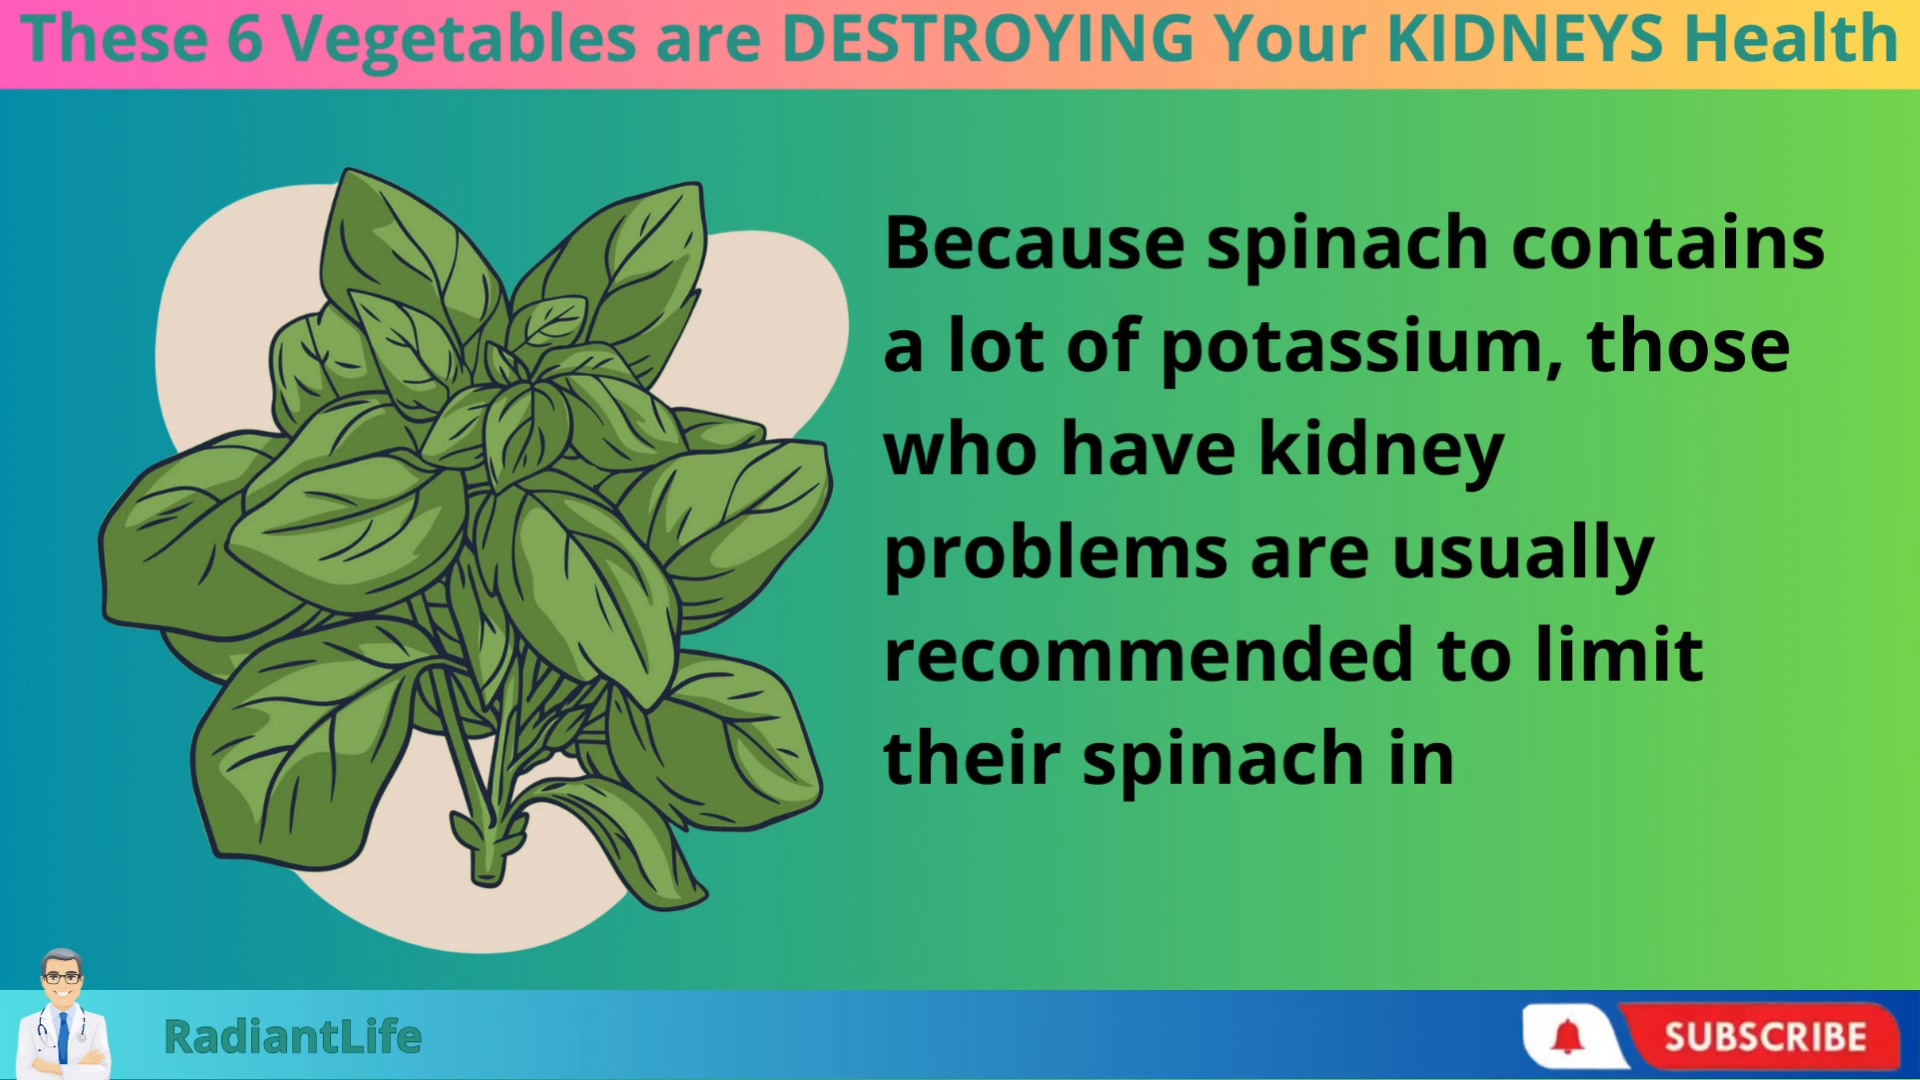 These 6 Vegetables are DESTROYING Your KIDNEYS Health
Because spinach contains
a lot of potassium, those
who have kidney
problems are usually
recommended to limit
their spinach in
RadiantLife
SUBSCRIBE